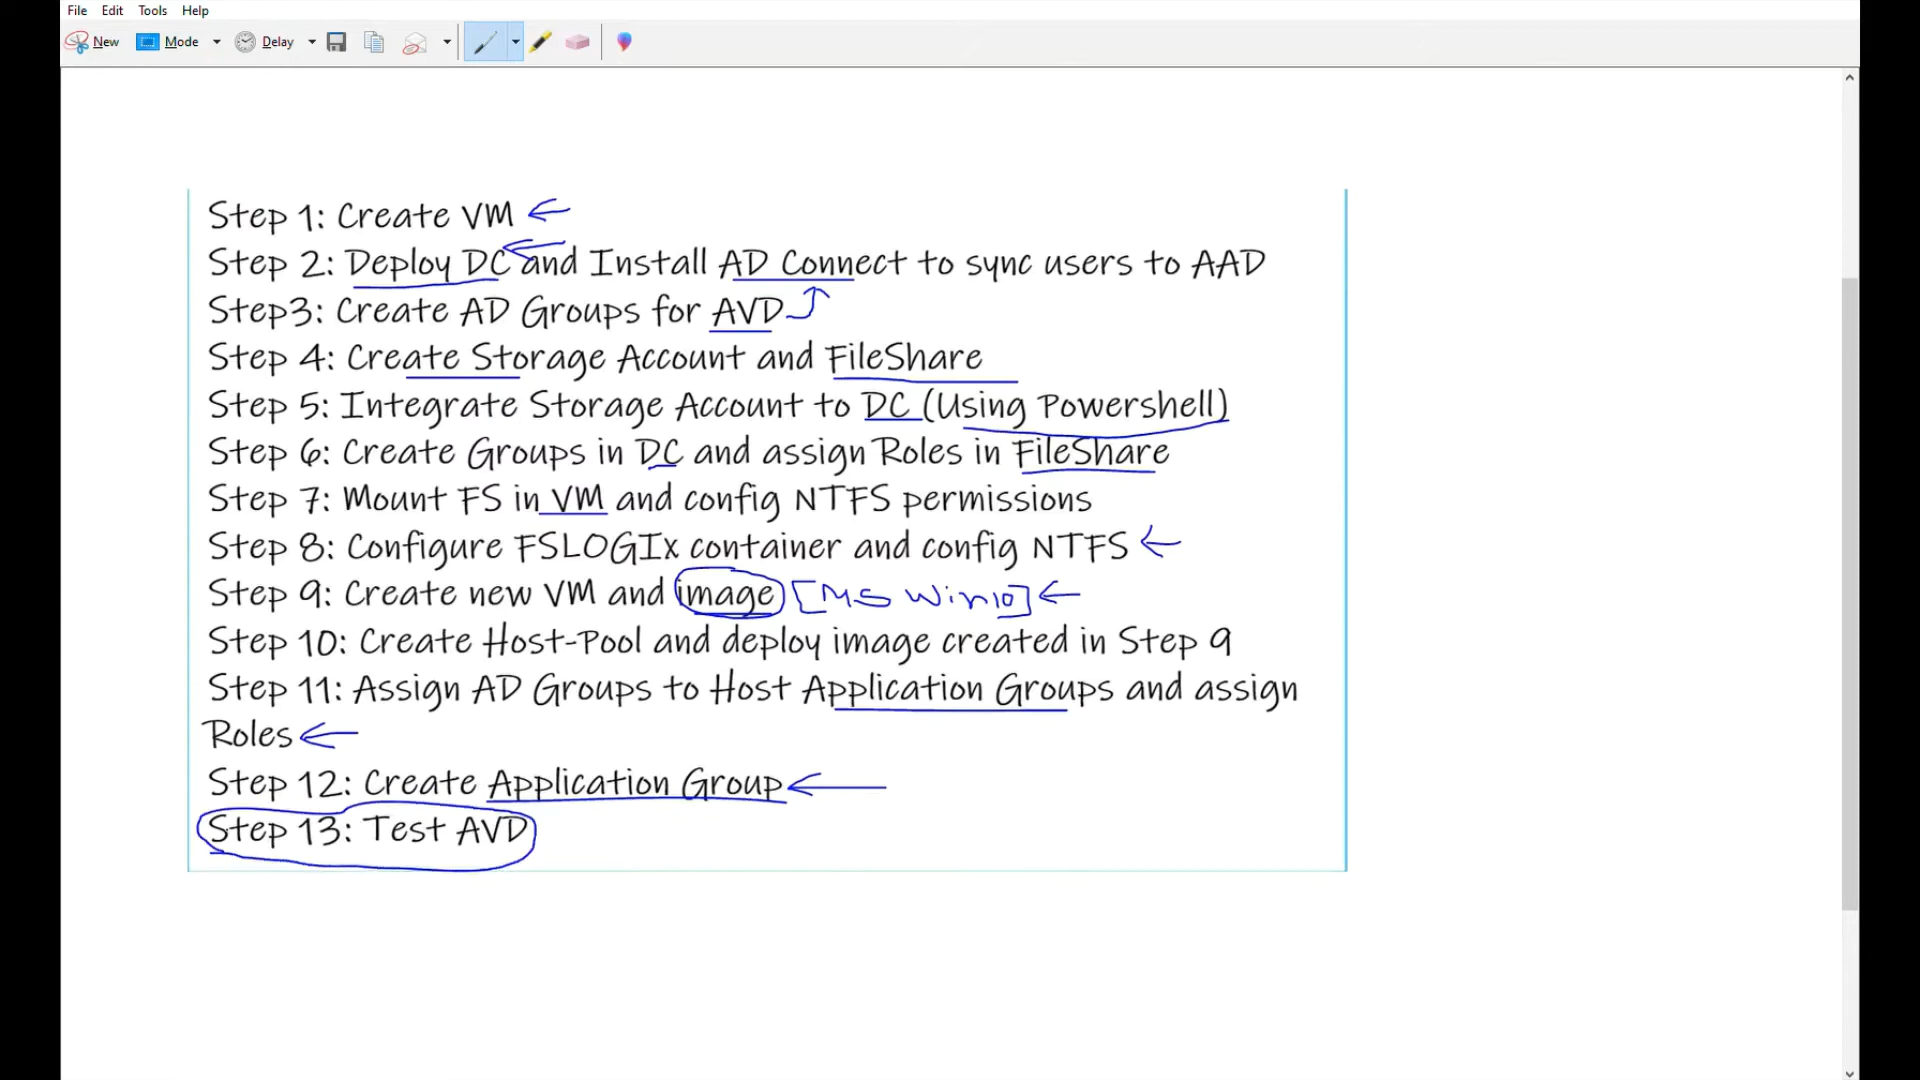 File Edit Tools Help
New Mode Delay
Step 1: Create VM
Step 2: Deploy DC and Install AD Connect to sync users to AAD
Step3: Create AD Groups for AVD
Step 4: Create Storage Account and FileShare
Step 5: Integrate Storage Account to DC (Using Powershell)
Step 6: Create Groups in DC and assign Roles in FileShare
Step 7: Mount FS in VM and config NTFS permissions
Step 8: Configure FSLOGIx container and config NTFS
Step 9: Create new VM and image [MS Win10]
Step 10: Create Host-Pool and deploy image created in Step 9
Step 11: Assign AD Groups to Host Application Groups and assign
Roles
Step 12: Create Application Group
Step 13: Test AVD